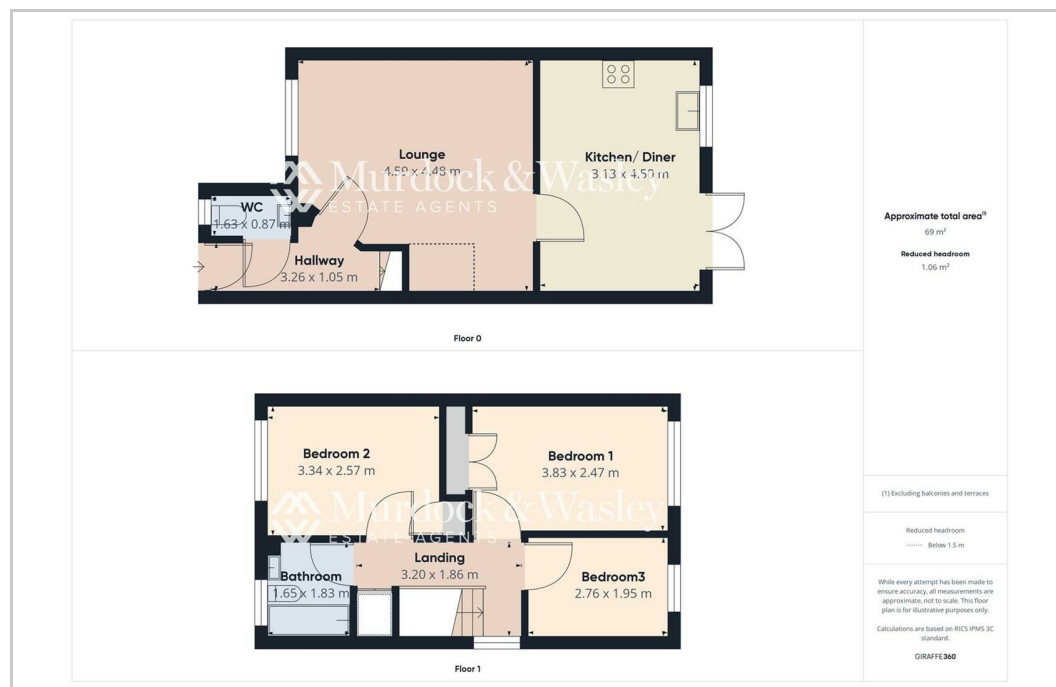 Lounge
4.59 x 4.48 m
Kitchen/ Diner
3.13 x 4.50 m
Murdock & Wasley
ESTATE AGENTS
WC
1.63 x 0.87 m
Hallway
3.26 x 1.05 m
Floor 0
Bedroom 2
3.34 x 2.57 m
Bedroom 1
3.83 x 2.47 m
Murdock & Wasley
ESTATE AGENTS
Landing
3.20 x 1.86 m
Bathroom
1.65 x 1.83 m
Bedroom3
2.76 x 1.95 m
Floor 1
Approximate total area⁽¹⁾
69 m²
Reduced headroom
1.06 m²
(1) Excluding balconies and terraces
Reduced headroom
Below 1.5 m
While every attempt has been made to
ensure accuracy, all measurements are
approximate, not to scale. This floor
plan is for illustrative purposes only.
Calculations are based on RICS IPMS 3C
standard.
GIRAFFE360